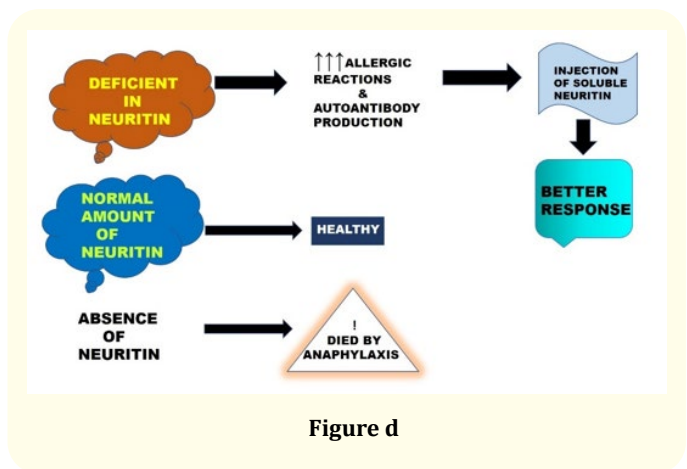 DEFICIENT
IN
NEURITIN
↑↑↑ALLERGIC
REACTIONS
&
AUTOANTIBODY
PRODUCTION
INJECTION
OF SOLUBLE
NEURITIN
BETTER
RESPONSE
NORMAL
AMOUNT
OF
NEURITIN
HEALTHY
ABSENCE
OF
NEURITIN
!
DIED BY
ANAPHYLAXIS
Figure d